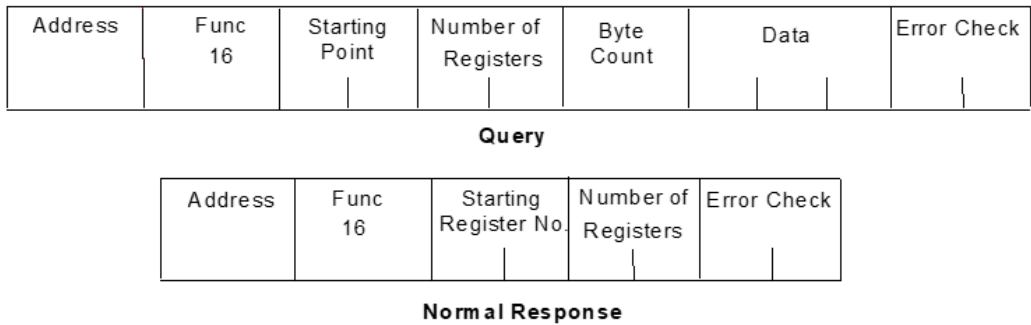 Address
Func
16
Starting
Point
Number of
Registers
Byte
Count
Data
Error Check
Query
Address
Func
16
Starting
Register No.
Number of
Registers
Error Check
Normal Response